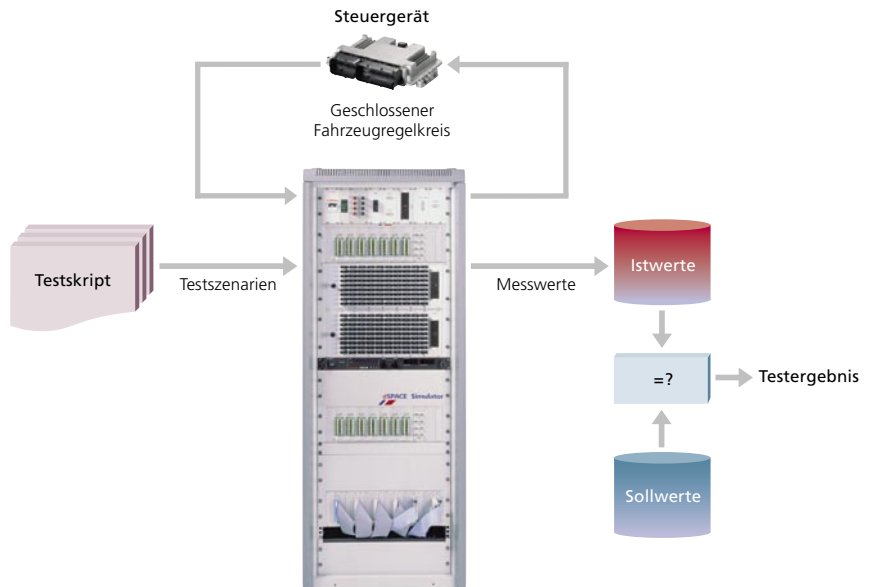 Steuergerät
Geschlossener
Fahrzeugregelkreis
Testskript
Testszenarien
Messwerte
Istwerte
=?
Testergebnis
dSPACE Simulator
Sollwerte